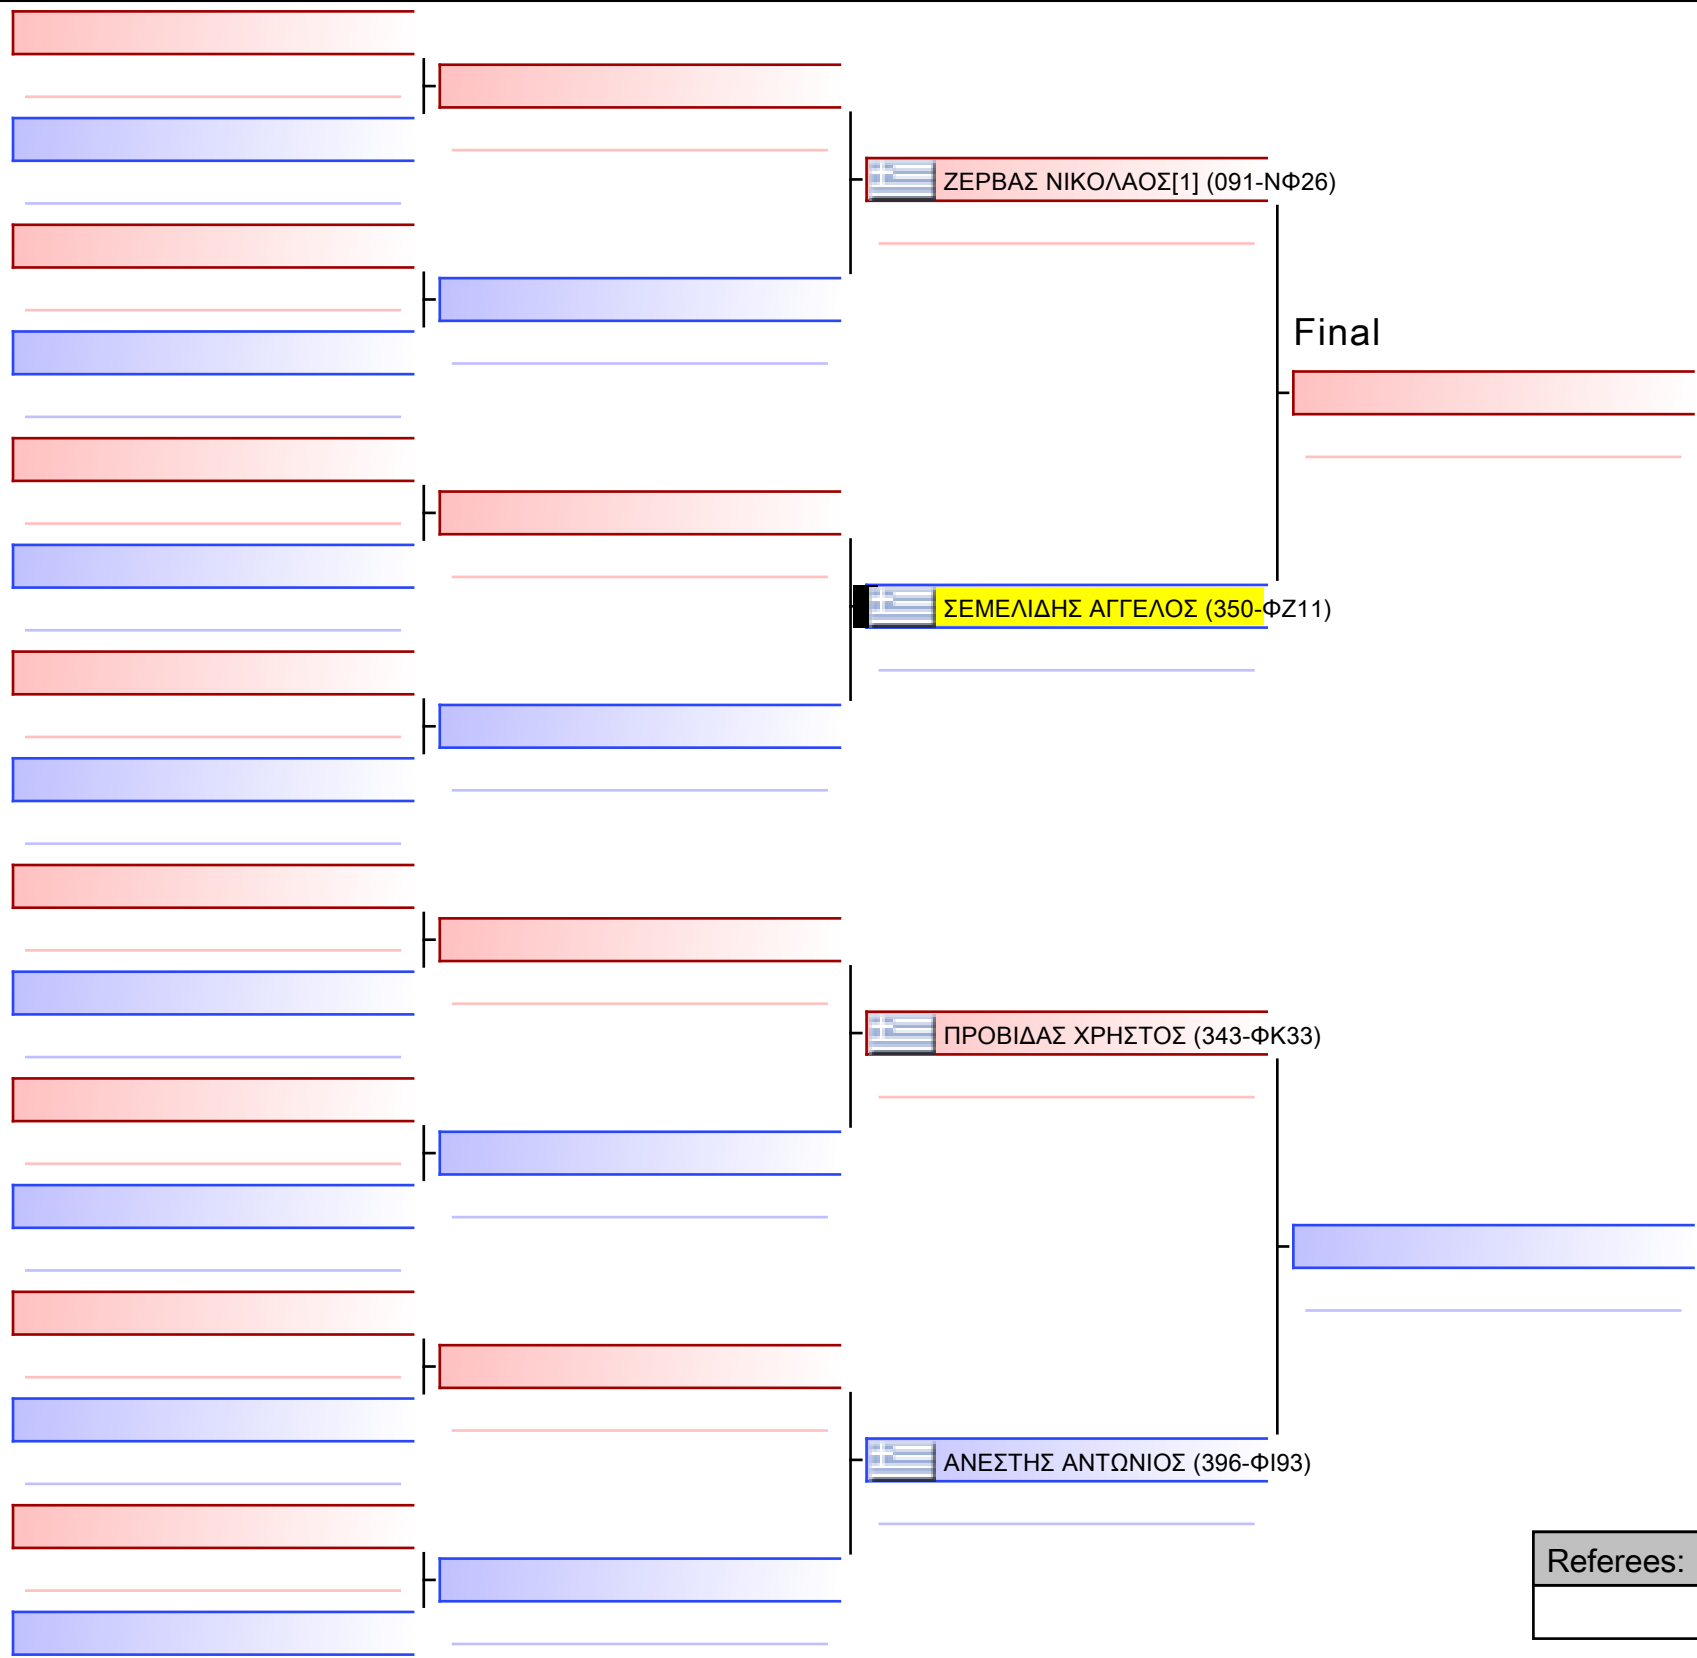 ΖΕΡΒΑΣ ΝΙΚΟΛΑΟΣ[1] (091-ΝΦ26)
Final
ΣΕΜΕΛΙΔΗΣ ΑΓΓΕΛΟΣ (350-ΦΖ11)
ΠΡΟΒΙΔΑΣ ΧΡΗΣΤΟΣ (343-ΦΚ33)
ΑΝΕΣΤΗΣ ΑΝΤΩΝΙΟΣ (396-ΦΙ93)
Referees: